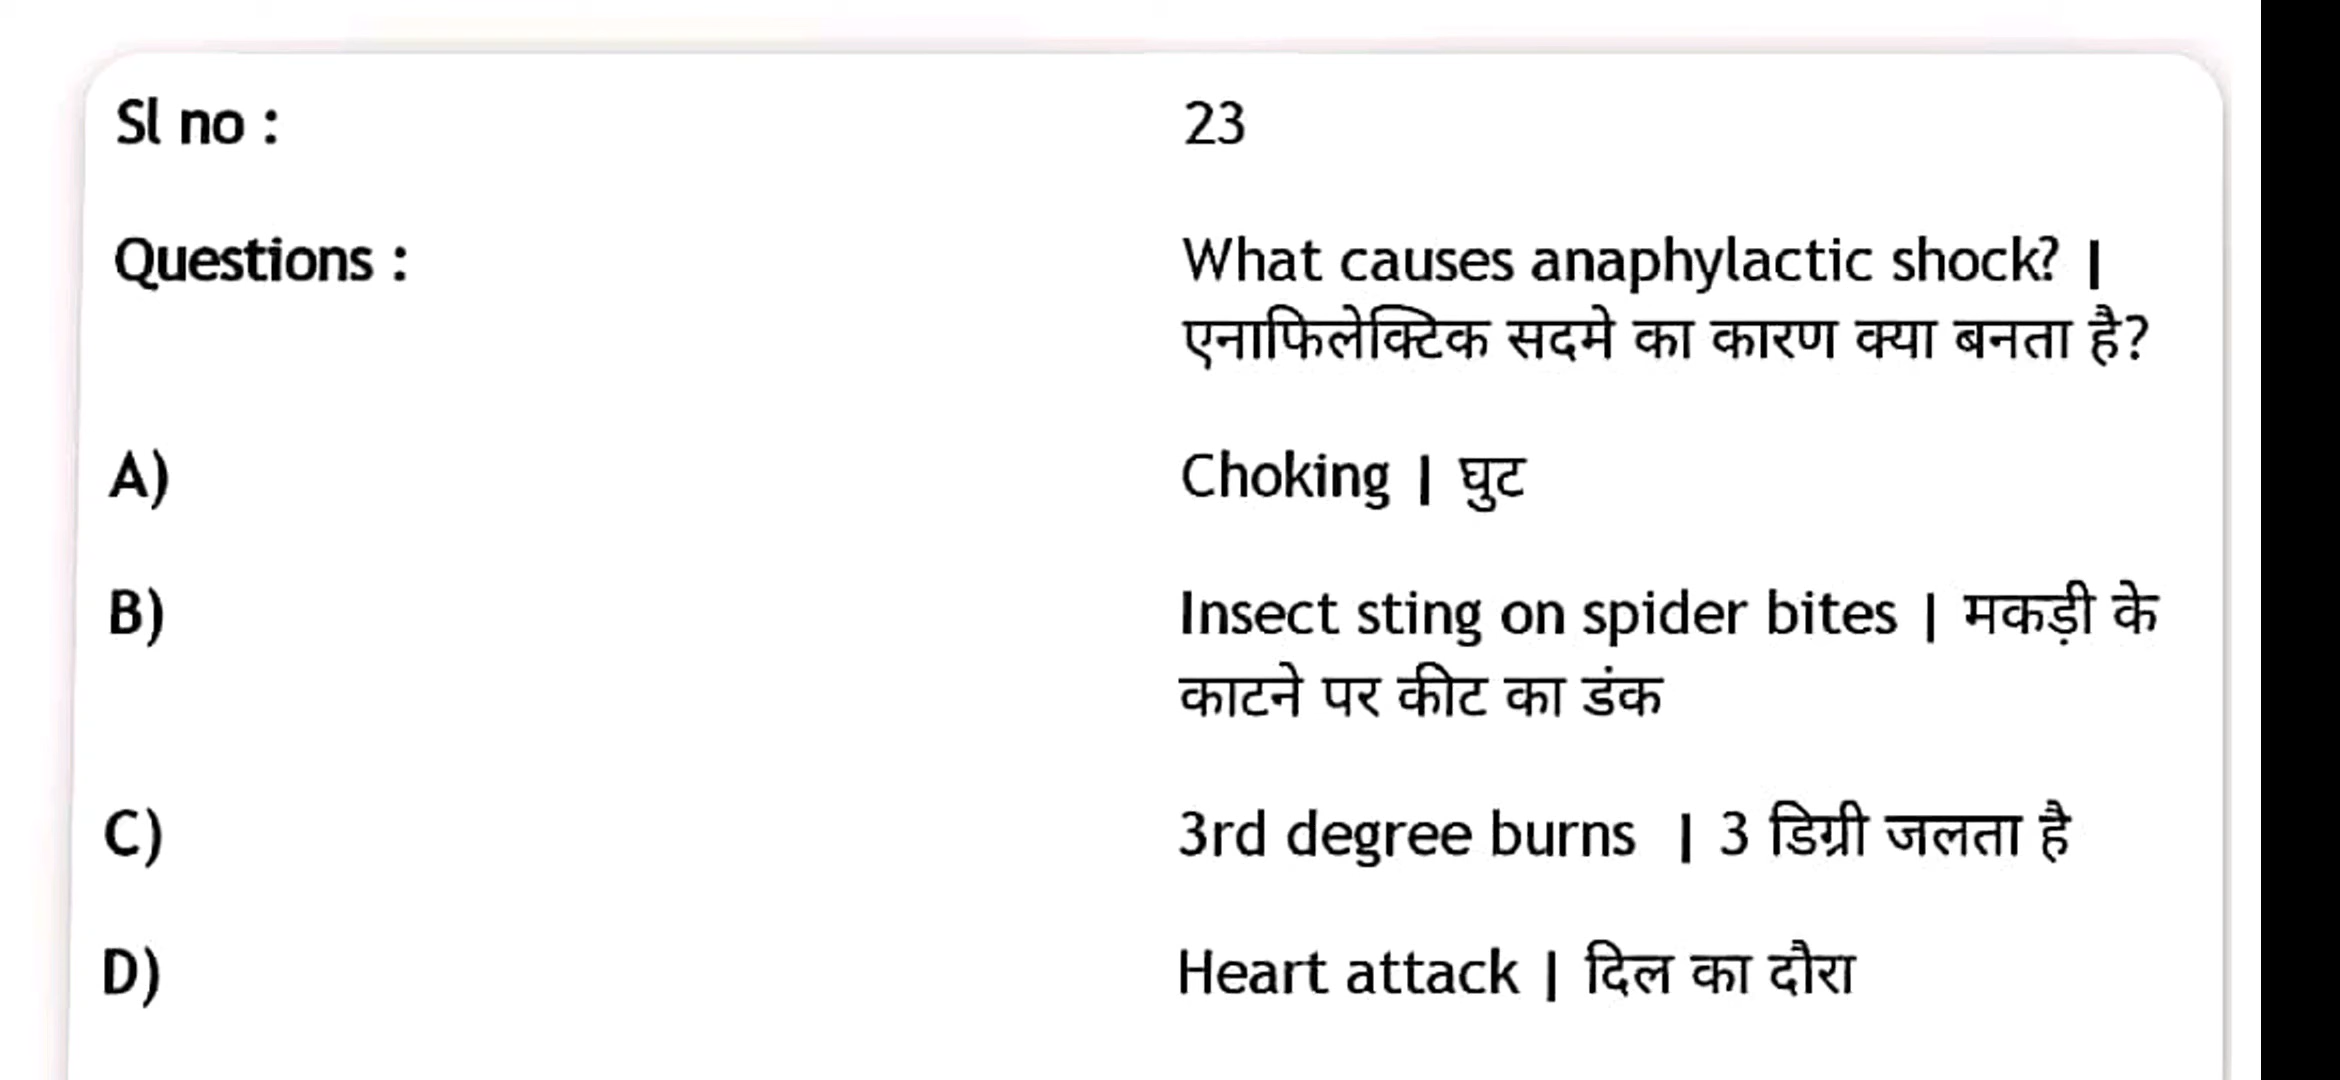 Sl no : 23
Questions : What causes anaphylactic shock? |
एनाफिलेक्टिक सदमे का कारण क्या बनता है?
A) Choking | घुट
B) Insect sting on spider bites | मकड़ी के
काटने पर कीट का डंक
C) 3rd degree burns | 3 डिग्री जलता है
D) Heart attack | दिल का दौरा